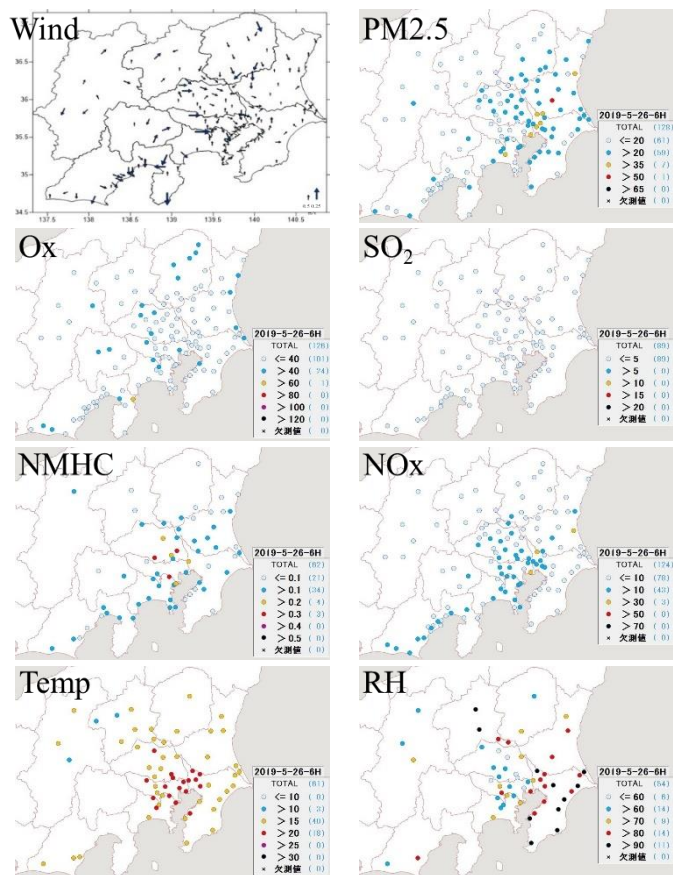 Wind
36.5
36.0
35.5
35.0
34.5
137.5 138.0 138.5 139.0 139.5 140.0 140.5
PM2.5
2019-5-26-6H
TOTAL (128)
<= 20 (61)
> 20 (59)
> 35 (7)
> 50 (1)
> 65 (0)
× 欠測値 (0)
Ox
2019-5-26-6H
TOTAL (126)
<= 40 (101)
> 40 (24)
> 60 (1)
> 80 (0)
> 100 (0)
> 120 (0)
× 欠測値 (0)
SO₂
2019-5-26-6H
TOTAL (89)
<= 5 (89)
> 5 (0)
> 10 (0)
> 15 (0)
> 20 (0)
× 欠測値 (0)
NMHC
2019-5-26-6H
TOTAL (62)
<= 0.1 (21)
> 0.1 (34)
> 0.2 (4)
> 0.3 (3)
> 0.4 (0)
> 0.5 (0)
× 欠測値 (0)
NOx
2019-5-26-6H
TOTAL (124)
<= 10 (78)
> 10 (43)
> 30 (3)
> 50 (0)
> 70 (0)
× 欠測値 (0)
Temp
2019-5-26-6H
TOTAL (61)
<= 10 (0)
> 10 (3)
> 15 (40)
> 20 (18)
> 25 (0)
> 30 (0)
× 欠測値 (0)
RH
2019-5-26-6H
TOTAL (54)
<= 60 (6)
> 60 (14)
> 70 (9)
> 80 (14)
> 90 (11)
× 欠測値 (0)